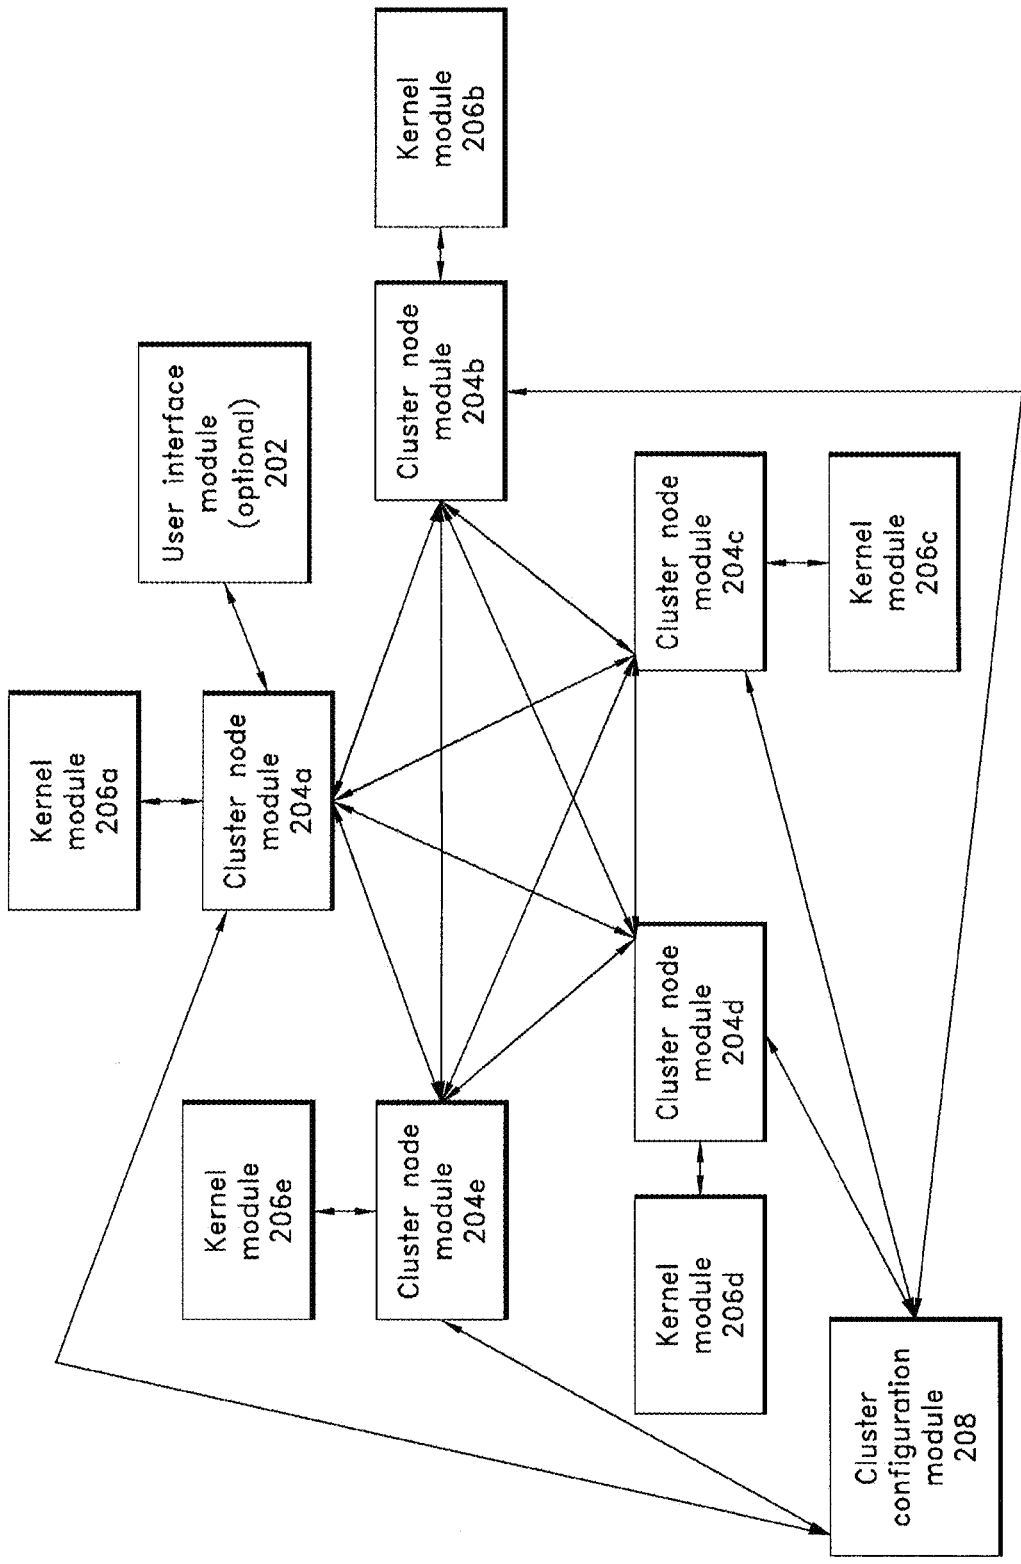 Kernel
module
206a
User interface
module
(optional)
202
Cluster node
module
204a
Kernel
module
206e
Cluster node
module
204e
Cluster node
module
204b
Kernel
module
206b
Kernel
module
206d
Cluster node
module
204d
Cluster node
module
204c
Cluster
configuration
module
208
Kernel
module
206c